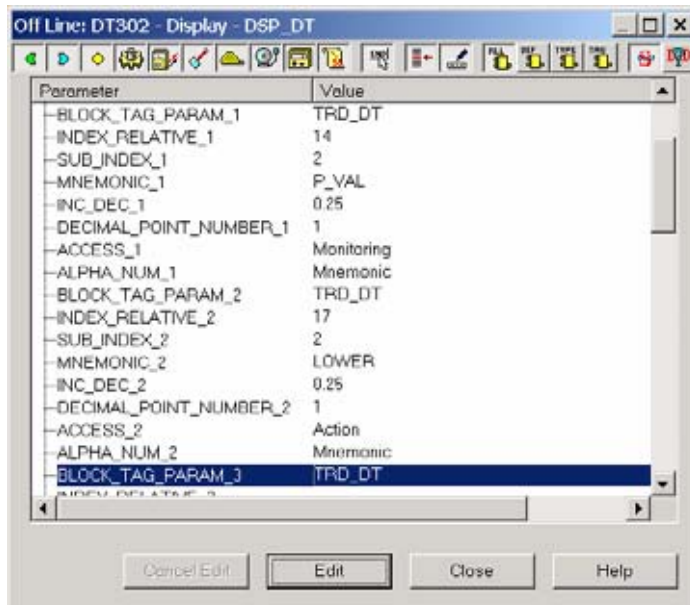 Off Line: DT302 - Display - DSP_DT
Parameter Value
BLOCK_TAG_PARAM_1 TRD_DT
INDEX_RELATIVE_1 14
SUB_INDEX_1 2
MNEMONIC_1 P_VAL
INC_DEC_1 0.25
DECIMAL_POINT_NUMBER_1 1
ACCESS_1 Monitoring
ALPHA_NUM_1 Mnemonic
BLOCK_TAG_PARAM_2 TRD_DT
INDEX_RELATIVE_2 17
SUB_INDEX_2 2
MNEMONIC_2 LOWER
INC_DEC_2 0.25
DECIMAL_POINT_NUMBER_2 1
ACCESS_2 Action
ALPHA_NUM_2 Mnemonic
BLOCK_TAG_PARAM_3 TRD_DT
Cancel Edit Edit Close Help